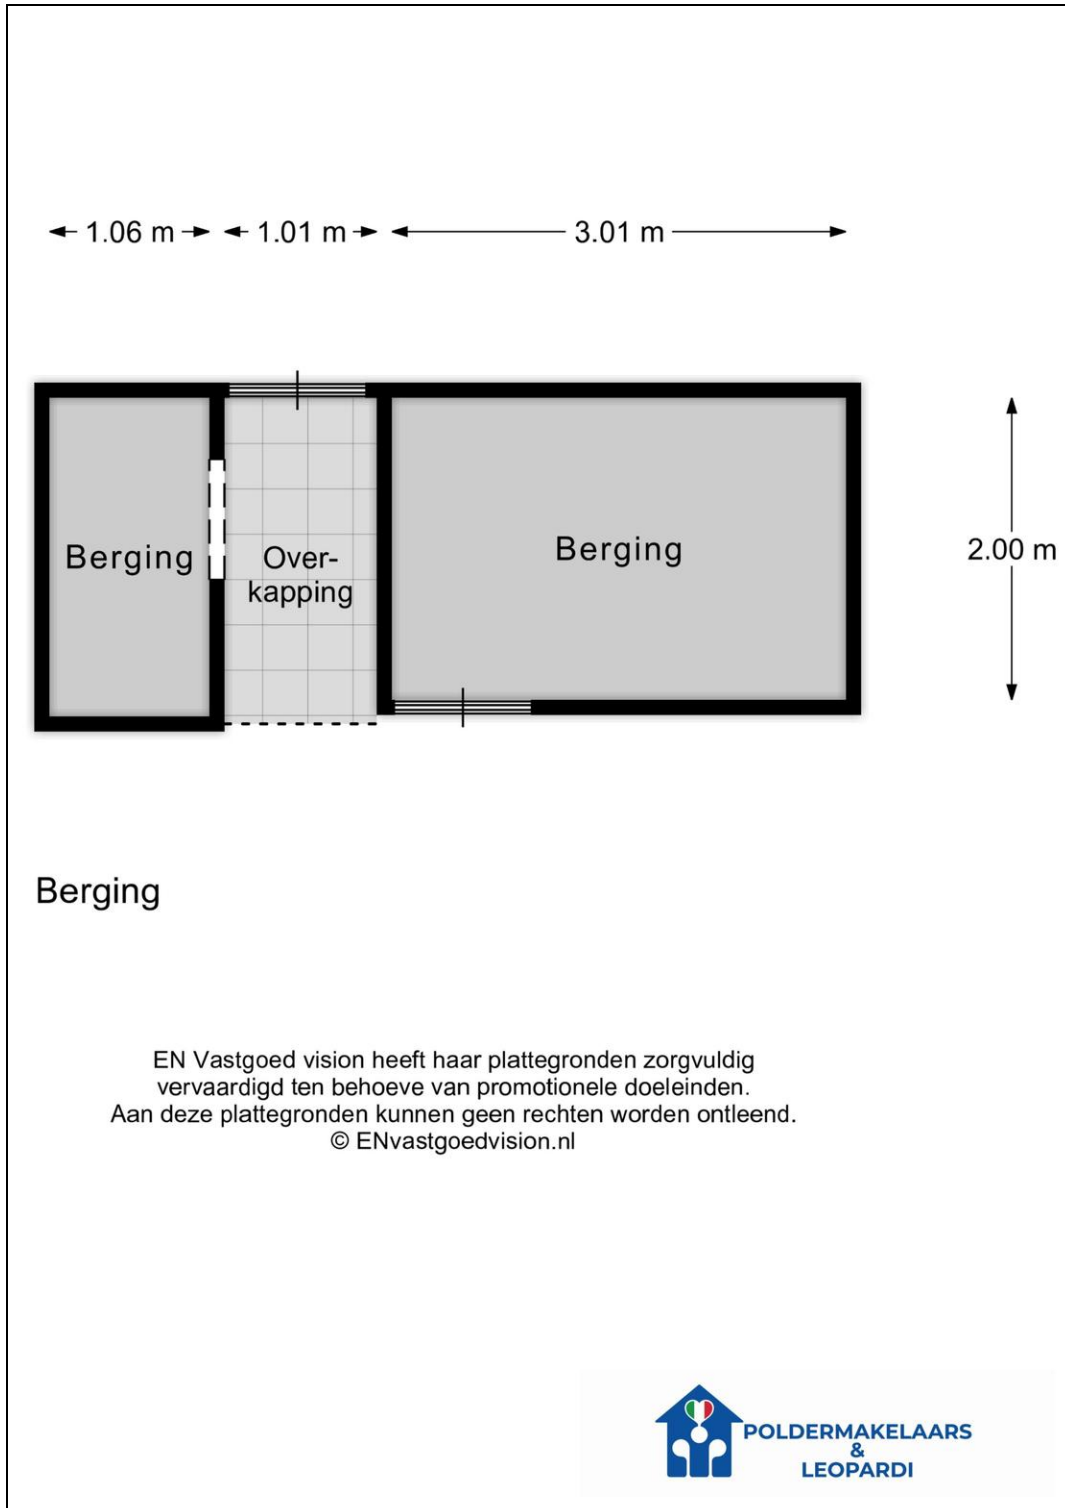 1.06 m 1.01 m 3.01 m
Berging
Over-
kapping
Berging
2.00 m
Berging
EN Vastgoed vision heeft haar plattegronden zorgvuldig
vervaardigd ten behoeve van promotionele doeleinden.
Aan deze plattegronden kunnen geen rechten worden ontleend.
© ENvastgoedvision.nl
POLDERMAKELAARS
&
LEOPARDI